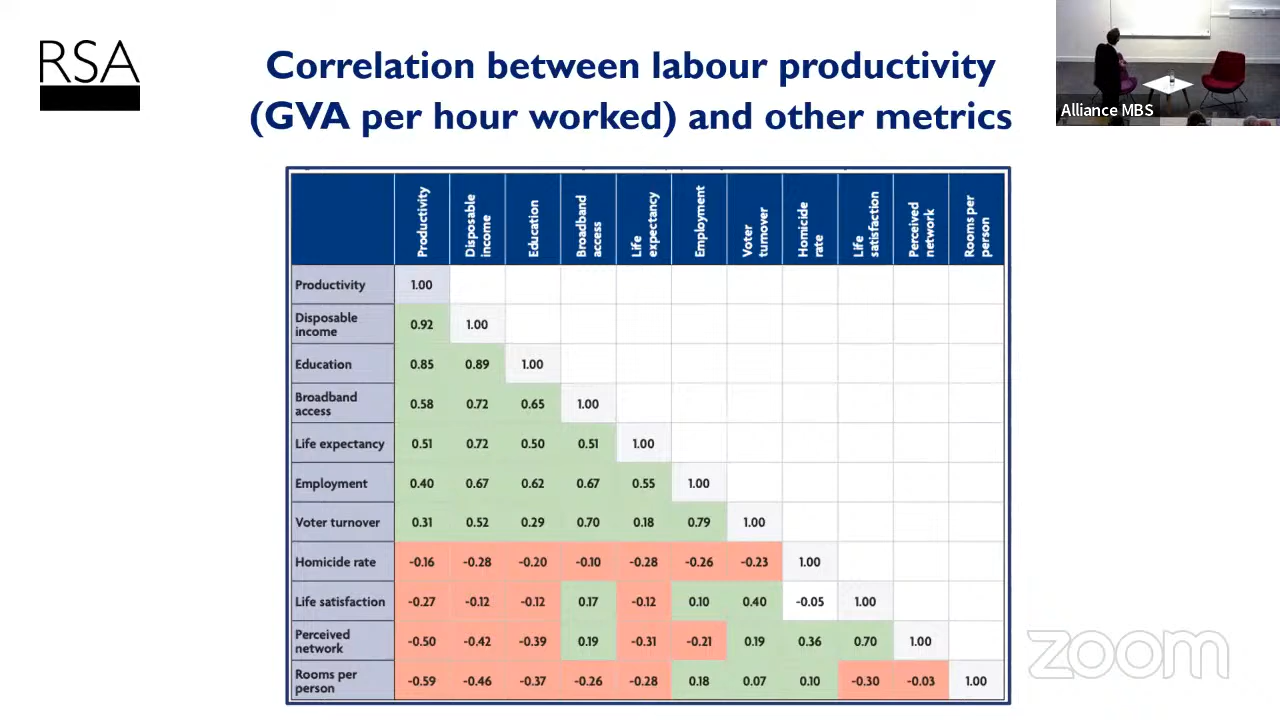 RSA
Correlation between labour productivity
(GVA per hour worked) and other metrics
Alliance MBS
Productivity Disposable income Education Broadband access Life expectancy Employment Voter turnover Homicide rate Life satisfaction Perceived network Rooms per person
Productivity 1.00
Disposable income 0.92 1.00
Education 0.85 0.89 1.00
Broadband access 0.58 0.72 0.65 1.00
Life expectancy 0.51 0.72 0.50 0.51 1.00
Employment 0.40 0.67 0.62 0.67 0.55 1.00
Voter turnover 0.31 0.52 0.29 0.70 0.18 0.79 1.00
Homicide rate -0.16 -0.28 -0.20 -0.10 -0.28 -0.26 -0.23 1.00
Life satisfaction -0.27 -0.12 -0.12 0.17 -0.12 0.10 0.40 -0.05 1.00
Perceived network -0.50 -0.42 -0.39 0.19 -0.31 -0.21 0.19 0.36 0.70 1.00
Rooms per person -0.59 -0.46 -0.37 -0.26 -0.28 0.18 0.07 0.10 -0.30 -0.03 1.00
zoom